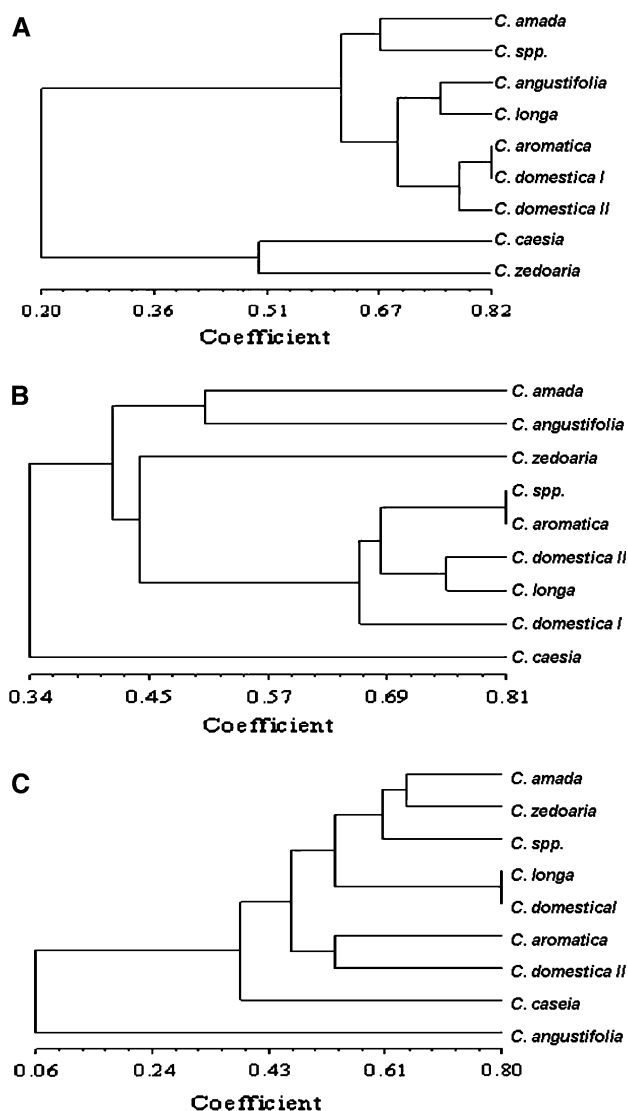 A
C. amada
C. spp.
C. angustifolia
C. longa
C. aromatica
C. domestica I
C. domestica II
C. caesia
C. zedoaria
0.20 0.36 0.51 0.67 0.82
Coefficient
B
C. amada
C. angustifolia
C. zedoaria
C. spp.
C. aromatica
C. domestica II
C. longa
C. domestica I
C. caesia
0.34 0.45 0.57 0.69 0.81
Coefficient
C
C. amada
C. zedoaria
C. spp.
C. longa
C. domesticaI
C. aromatica
C. domestica II
C. caseia
C. angustifolia
0.06 0.24 0.43 0.61 0.80
Coefficient